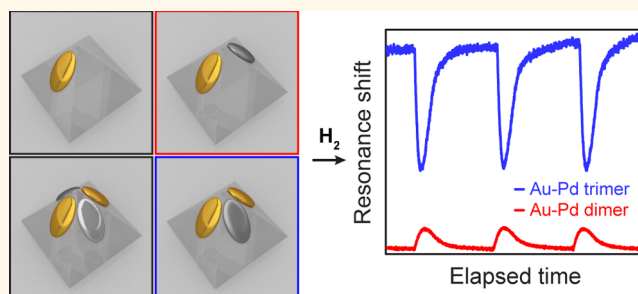 H2
Resonance shift
Au-Pd trimer
Au-Pd dimer
Elapsed time